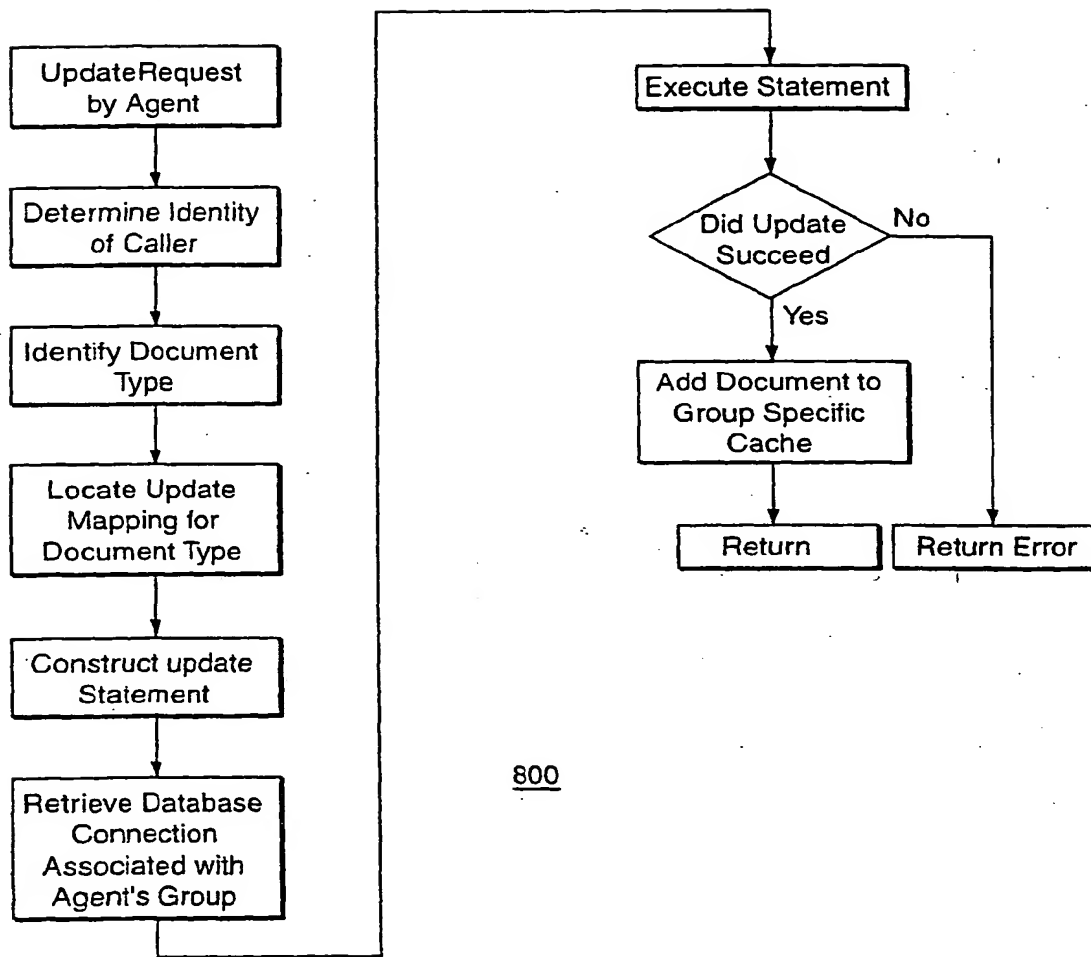 UpdateRequest
by Agent
Determine Identity
of Caller
Identify Document
Type
Locate Update
Mapping for
Document Type
Construct update
Statement
Retrieve Database
Connection
Associated with
Agent's Group
Execute Statement
Did Update
Succeed
No
Yes
Add Document to
Group Specific
Cache
Return
Return Error
800